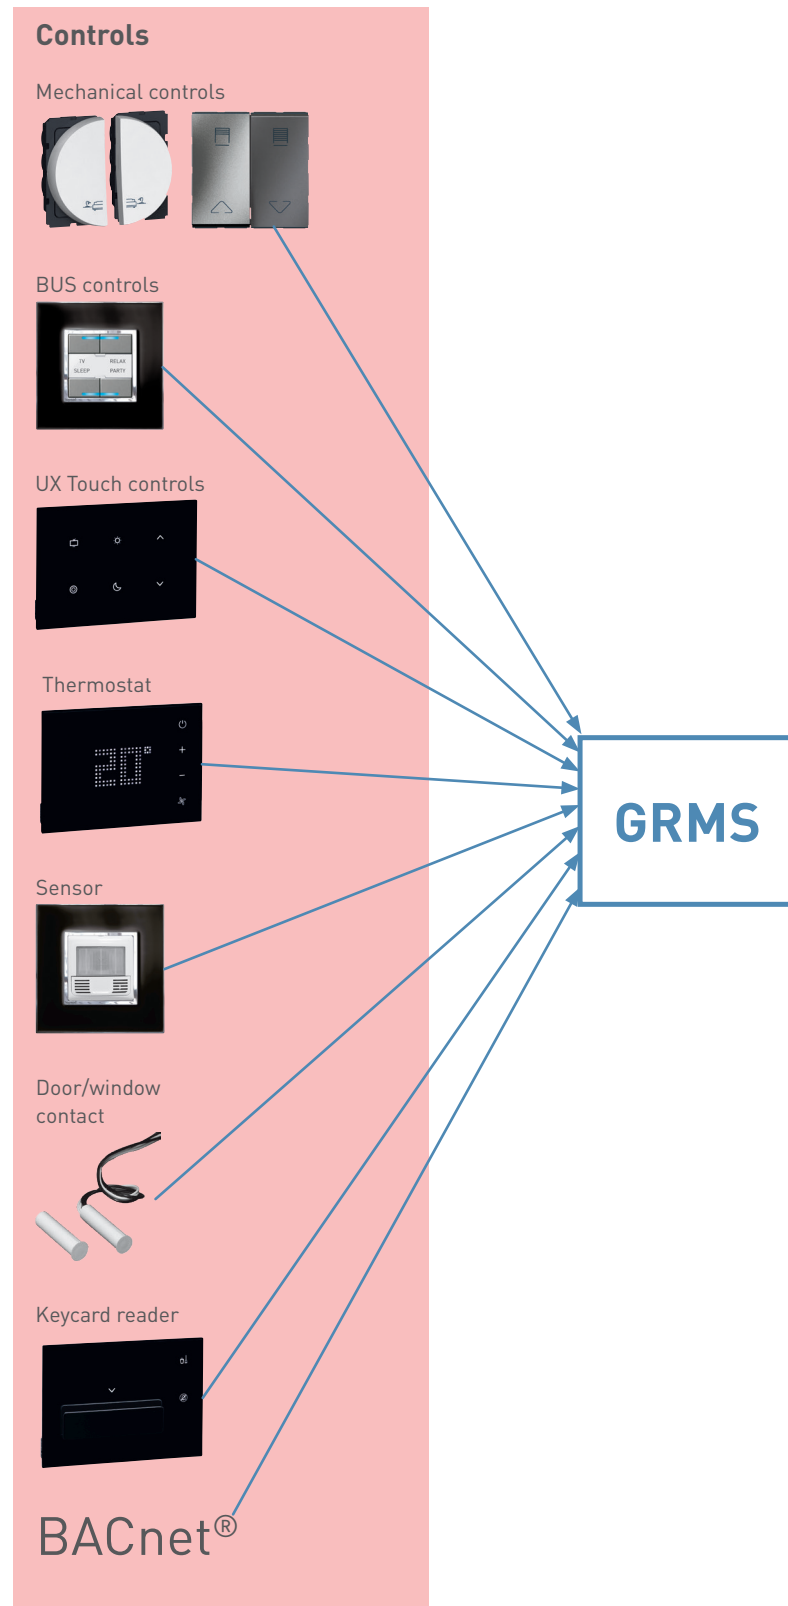 Controls
Mechanical controls
BUS controls
TV RELAX
SLEEP PARTY
UX Touch controls
Thermostat
20°
GRMS
Sensor
Door/window
contact
Keycard reader
BACnet®